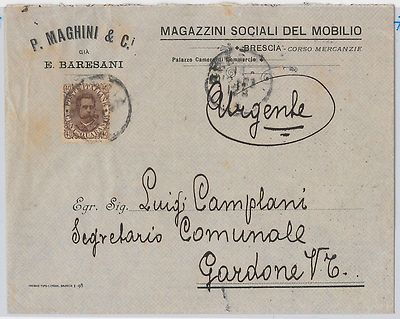 P. MAGHINI & C.i
GIÀ
E. BARESANI
MAGAZZINI SOCIALI DEL MOBILIO
BRESCIA - CORSO MERCANZIE
Palazzo Camera di Commercio
Urgente
Egr. Sig. Luigi Camplani
Segretario Comunale
Gardone V.T.